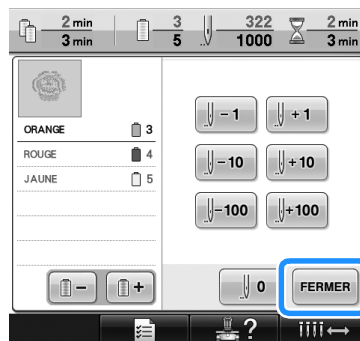 2 min 3 322 2 min
3 min 5 1000 3 min
ORANGE 3
ROUGE 4
JAUNE 5
- 1 + 1
- 10 + 10
- 100 + 100
- +
0 FERMER
?